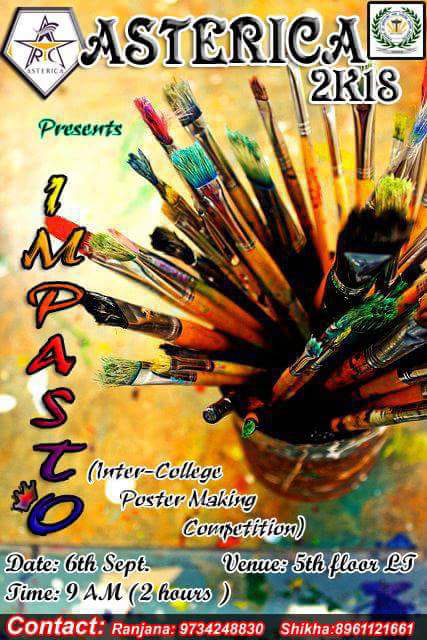 ASTERICA
2K18
RIC
ASTERICA
Presents
IMPASTO
(Inter-College
Poster Making
Competition)
Date: 6th Sept.
Venue: 5th floor LT
Time: 9 AM (2 hours )
Contact: Ranjana: 9734248830 Shikha:8961121661